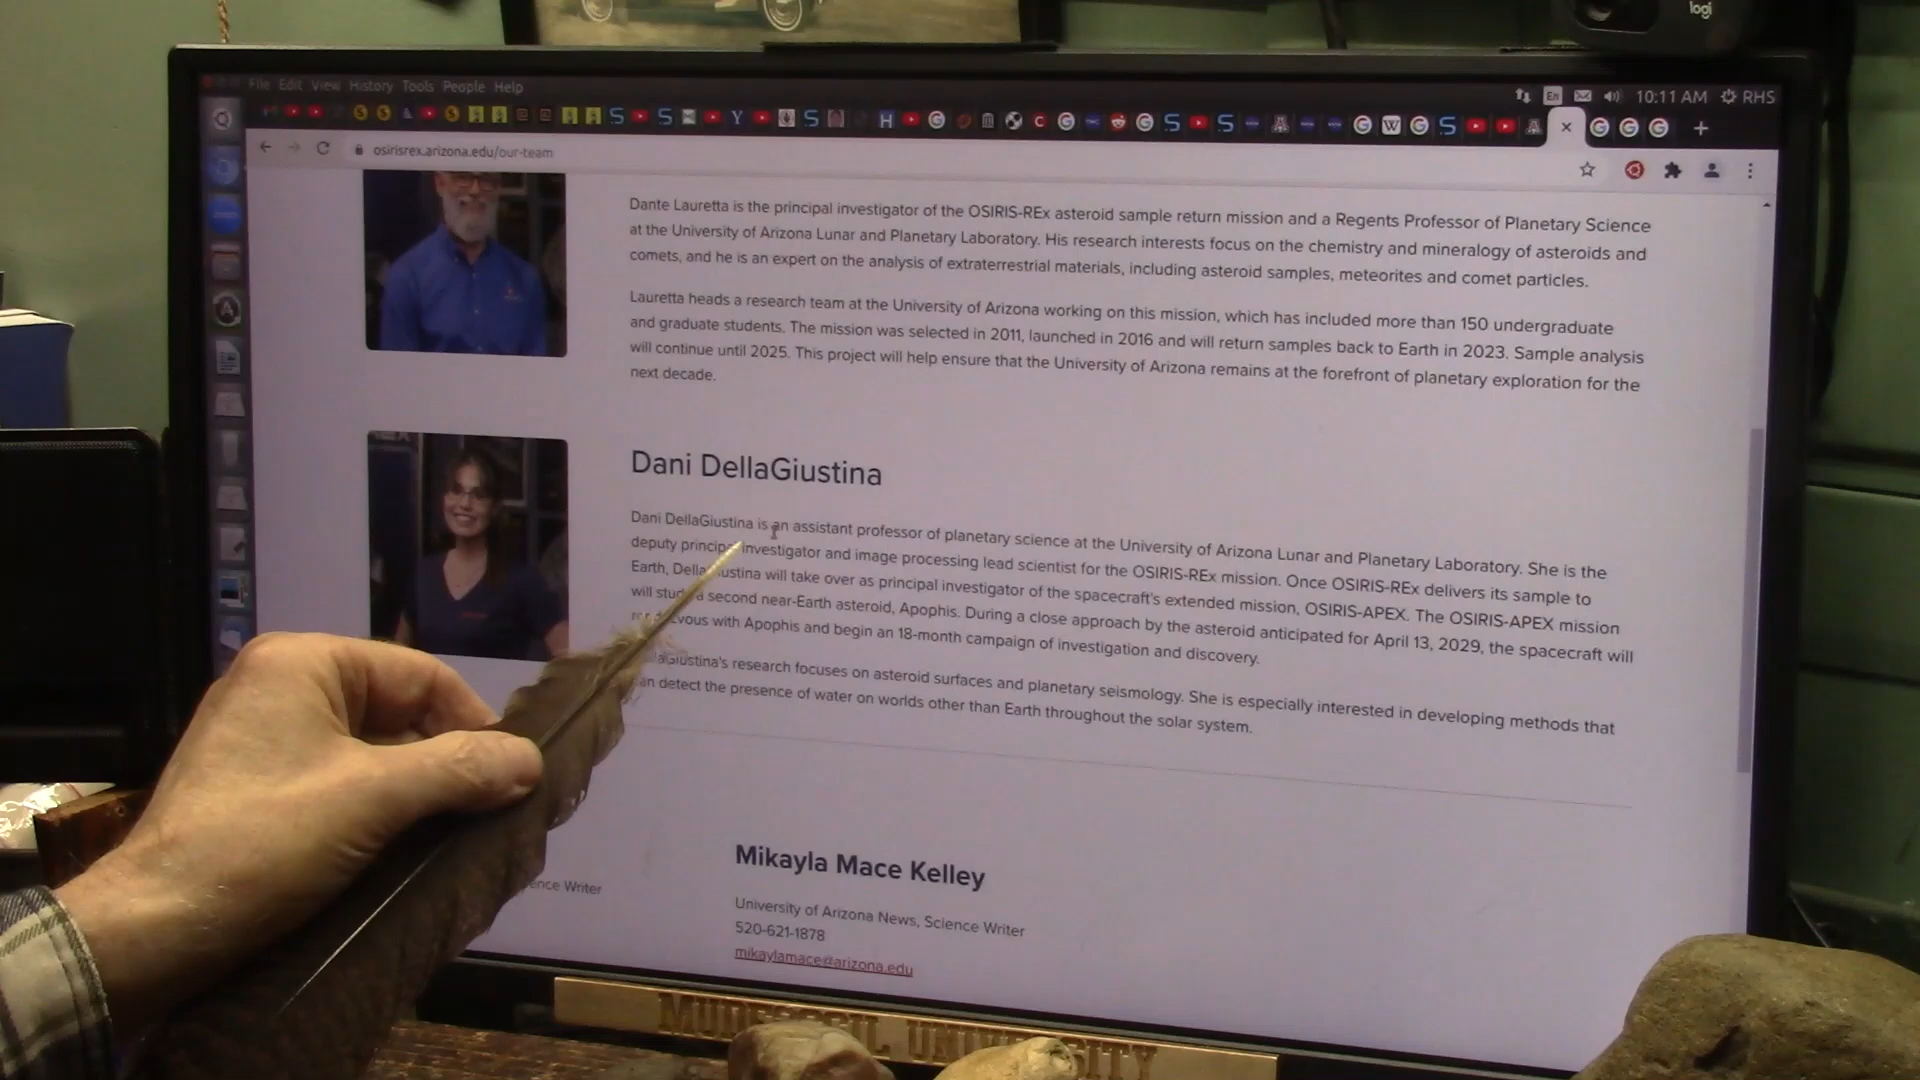 logi
File Edit View History Tools People Help
En 10:11 AM RHS
osirisrex.arizona.edu/our-team
Dante Lauretta is the principal investigator of the OSIRIS-REx asteroid sample return mission and a Regents Professor of Planetary Science
at the University of Arizona Lunar and Planetary Laboratory. His research interests focus on the chemistry and mineralogy of asteroids and
comets, and he is an expert on the analysis of extraterrestrial materials, including asteroid samples, meteorites and comet particles.
Lauretta heads a research team at the University of Arizona working on this mission, which has included more than 150 undergraduate
and graduate students. The mission was selected in 2011, launched in 2016 and will return samples back to Earth in 2023. Sample analysis
will continue until 2025. This project will help ensure that the University of Arizona remains at the forefront of planetary exploration for the
next decade.
Dani DellaGiustina
Dani DellaGiustina is an assistant professor of planetary science at the University of Arizona Lunar and Planetary Laboratory. She is the
deputy principal investigator and image processing lead scientist for the OSIRIS-REx mission. Once OSIRIS-REx delivers its sample to
Earth, DellaGiustina will take over as principal investigator of the spacecraft's extended mission, OSIRIS-APEX. The OSIRIS-APEX mission
will study a second near-Earth asteroid, Apophis. During a close approach by the asteroid anticipated for April 13, 2029, the spacecraft will
rendezvous with Apophis and begin an 18-month campaign of investigation and discovery.
DellaGiustina's research focuses on asteroid surfaces and planetary seismology. She is especially interested in developing methods that
can detect the presence of water on worlds other than Earth throughout the solar system.
Mikayla Mace Kelley
University of Arizona News, Science Writer
520-621-1878
mikaylamace@arizona.edu
Science Writer
UNIVERSITY